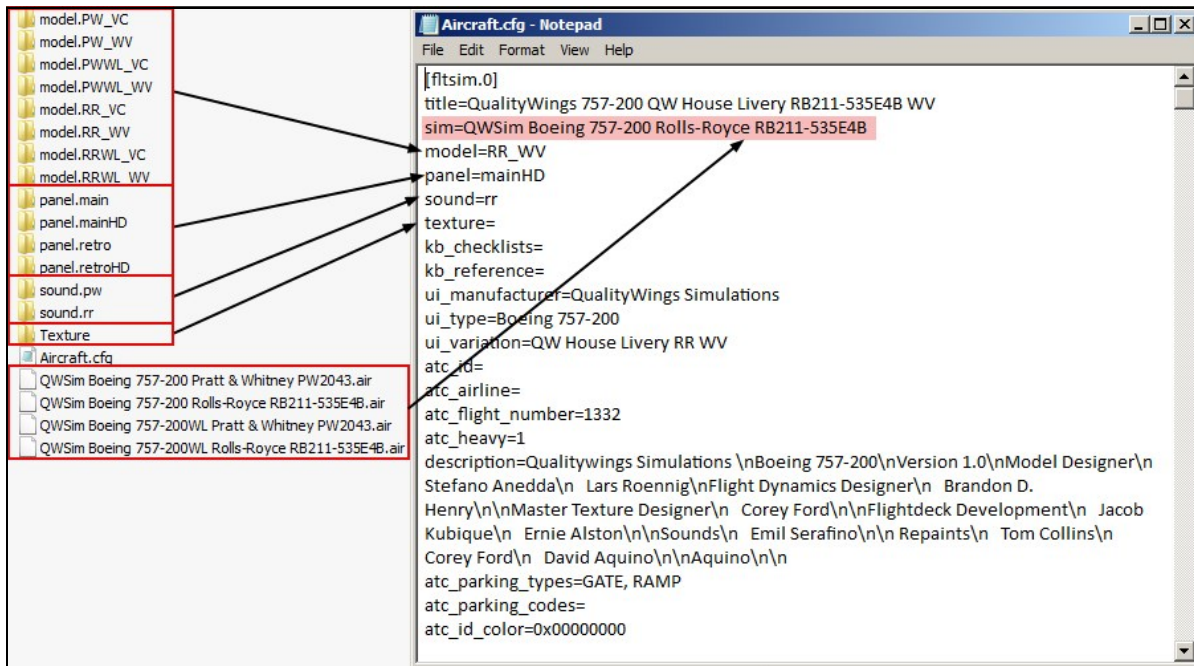 model.PW_VC
model.PW_WV
model.PWWL_VC
model.PWWL_WV
model.RR_VC
model.RR_WV
model.RRWL_VC
model.RRWL_WV
panel.main
panel.mainHD
panel.retro
panel.retroHD
sound.pw
sound.rr
Texture
Aircraft.cfg
QWSim Boeing 757-200 Pratt & Whitney PW2043.air
QWSim Boeing 757-200 Rolls-Royce RB211-535E4B.air
QWSim Boeing 757-200WL Pratt & Whitney PW2043.air
QWSim Boeing 757-200WL Rolls-Royce RB211-535E4B.air
Aircraft.cfg - Notepad
File Edit Format View Help
[fltsim.0]
title=QualityWings 757-200 QW House Livery RB211-535E4B WV
sim=QWSim Boeing 757-200 Rolls-Royce RB211-535E4B
model=RR_WV
panel=mainHD
sound=rr
texture=
kb_checklists=
kb_reference=
ui_manufacturer=QualityWings Simulations
ui_type=Boeing 757-200
ui_variation=QW House Livery RR WV
atc_id=
atc_airline=
atc_flight_number=1332
atc_heavy=1
description=Qualitywings Simulations \nBoeing 757-200\nVersion 1.0\nModel Designer\n
Stefano Anedda\n   Lars Roennig\nFlight Dynamics Designer\n   Brandon D.
Henry\n\nMaster Texture Designer\n   Corey Ford\n\nFlightdeck Development\n   Jacob
Kubique\n   Ernie Alston\n\nSounds\n   Emil Serafino\n\n Repaints\n   Tom Collins\n
Corey Ford\n   David Aquino\n\nAquino\n\n
atc_parking_types=GATE, RAMP
atc_parking_codes=
atc_id_color=0x00000000